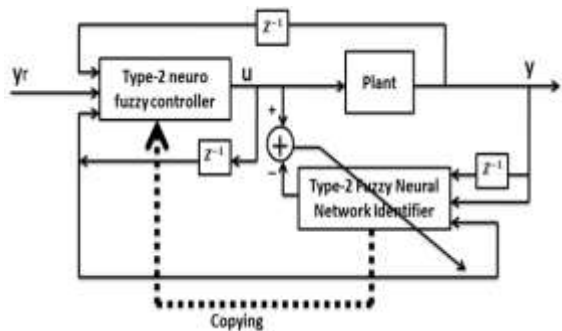 Z⁻¹
yr
Type-2 neuro
fuzzy controller
u
Plant
y
+
+
−
Z⁻¹
Z⁻¹
Type-2 Fuzzy Neural
Network Identifier
Copying